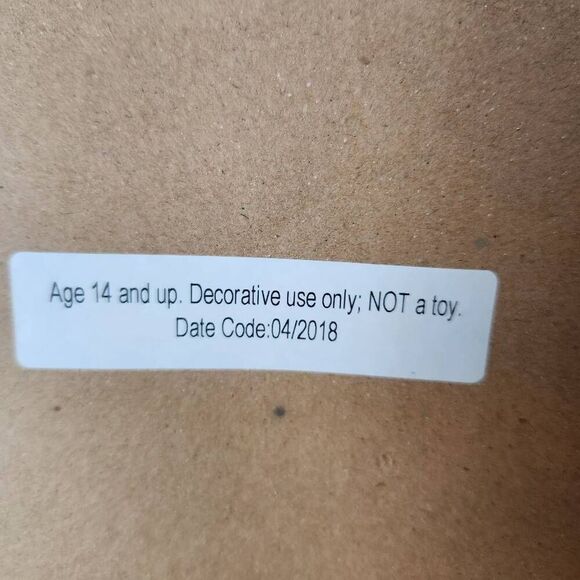 Age 14 and up. Decorative use only; NOT a toy.
Date Code:04/2018